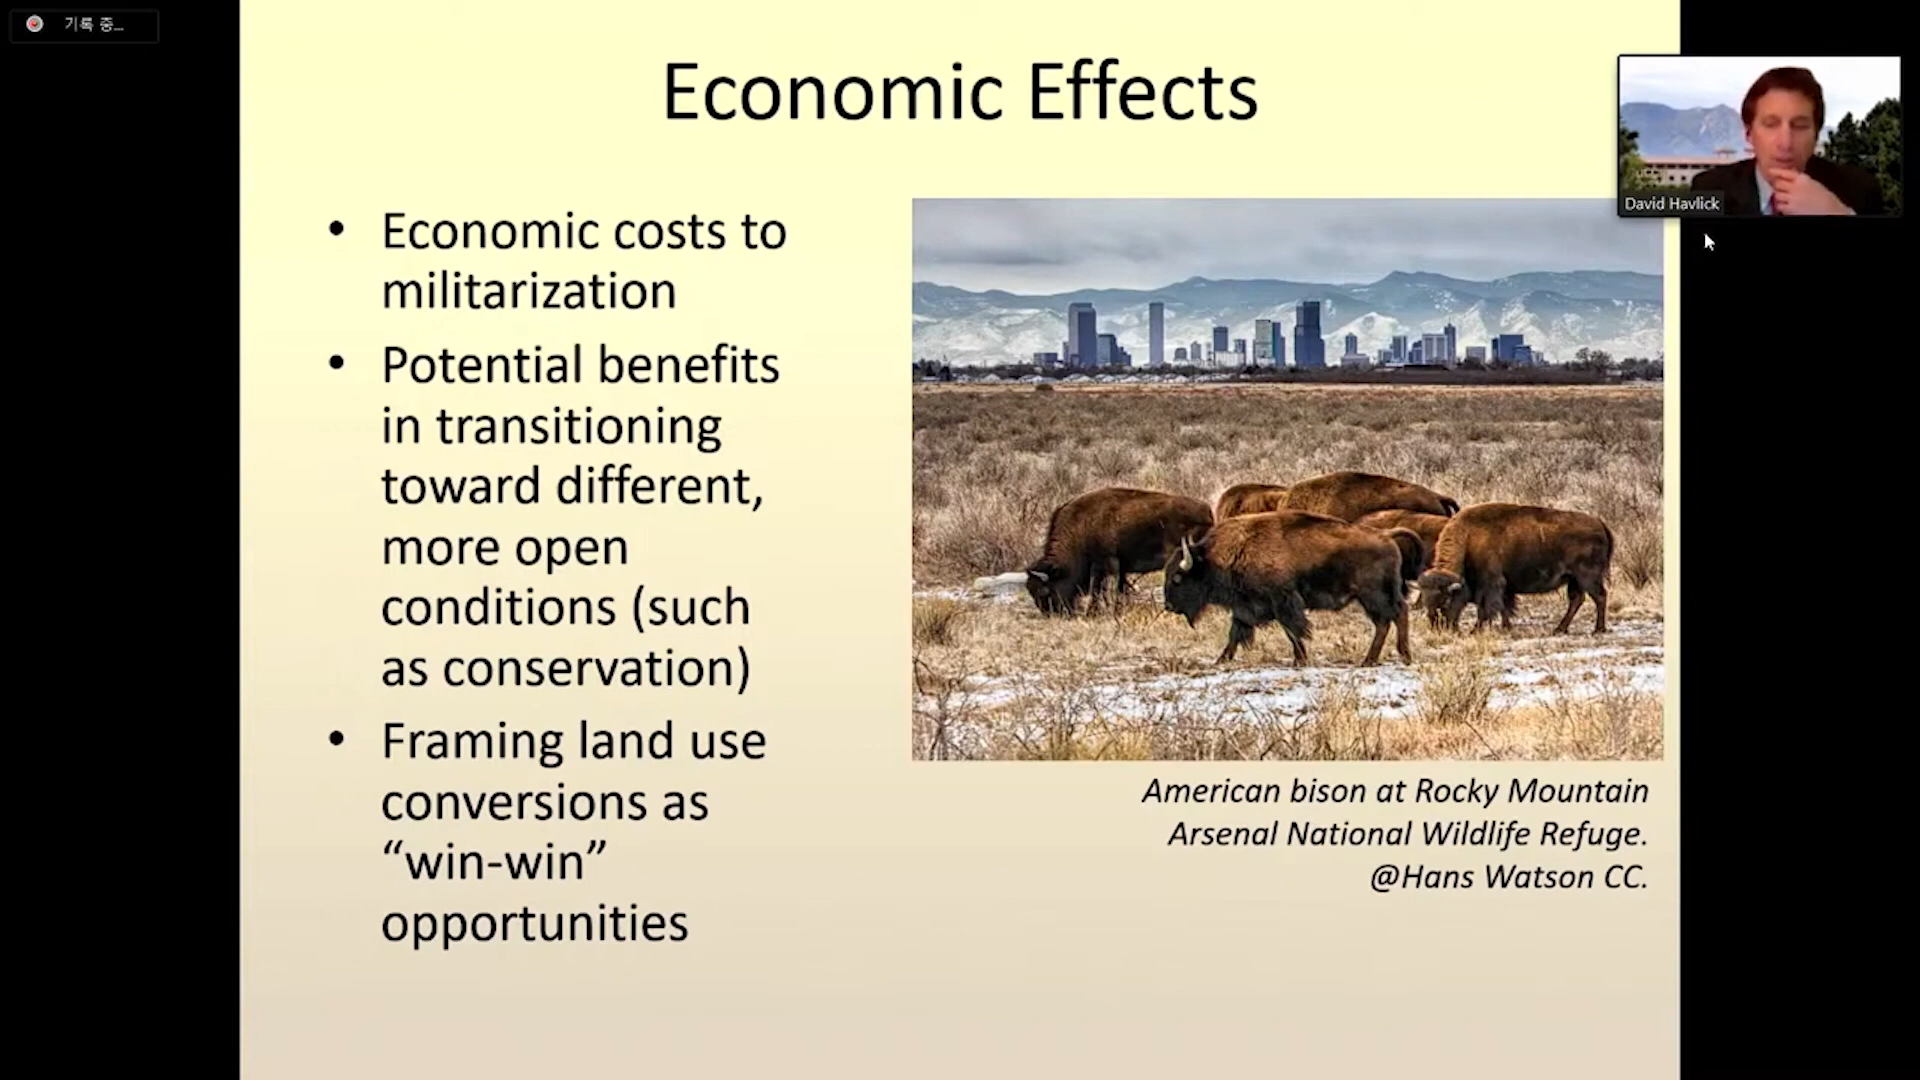 기록 중...
Economic Effects
David Havlick
• Economic costs to
militarization
• Potential benefits
in transitioning
toward different,
more open
conditions (such
as conservation)
• Framing land use
conversions as
“win-win”
opportunities
American bison at Rocky Mountain
Arsenal National Wildlife Refuge.
@Hans Watson CC.